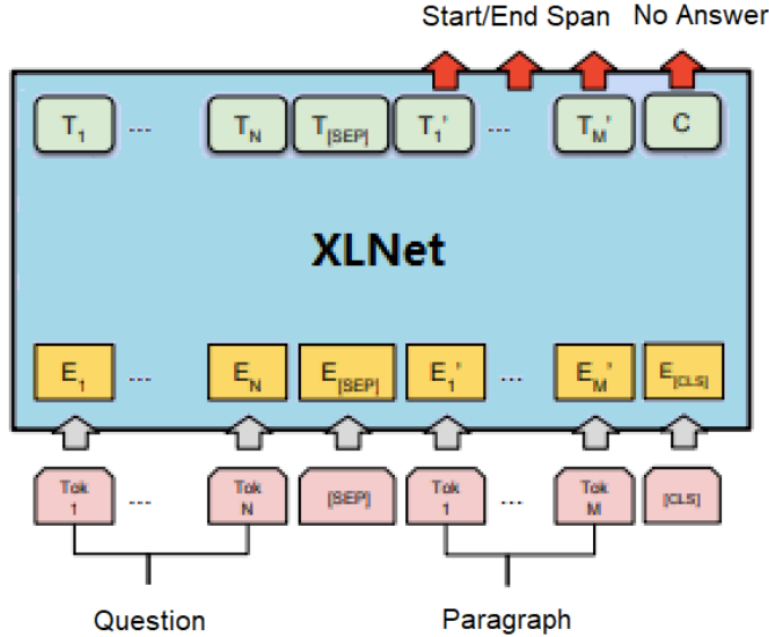 Start/End Span No Answer
T1 ... TN T[SEP] T1' ... TM' C
XLNet
E1 ... EN E[SEP] E1' ... EM' E[CLS]
Tok 1 ... Tok N [SEP] Tok 1 ... Tok M [CLS]
Question Paragraph